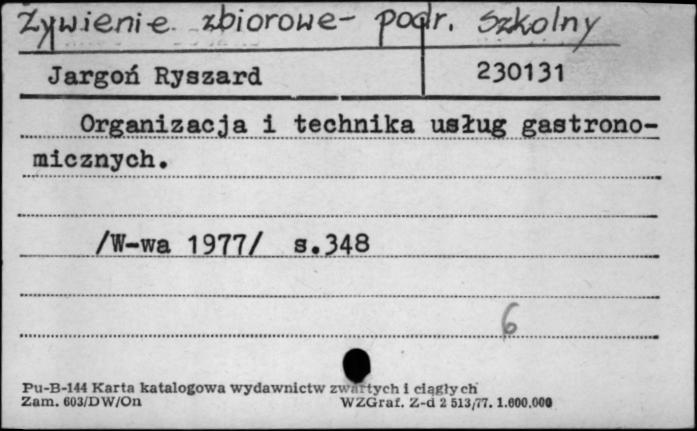 Żywienie zbiorowe - podr. szkolny
Jargoń Ryszard 230131
Organizacja i technika usług gastrono-
micznych.
/W-wa 1977/ s.348
6
Pu-B-144 Karta katalogowa wydawnictw zwartych i ciągłych
Zam. 603/DW/On WZGraf. Z-d 2 513/77. 1.600.000